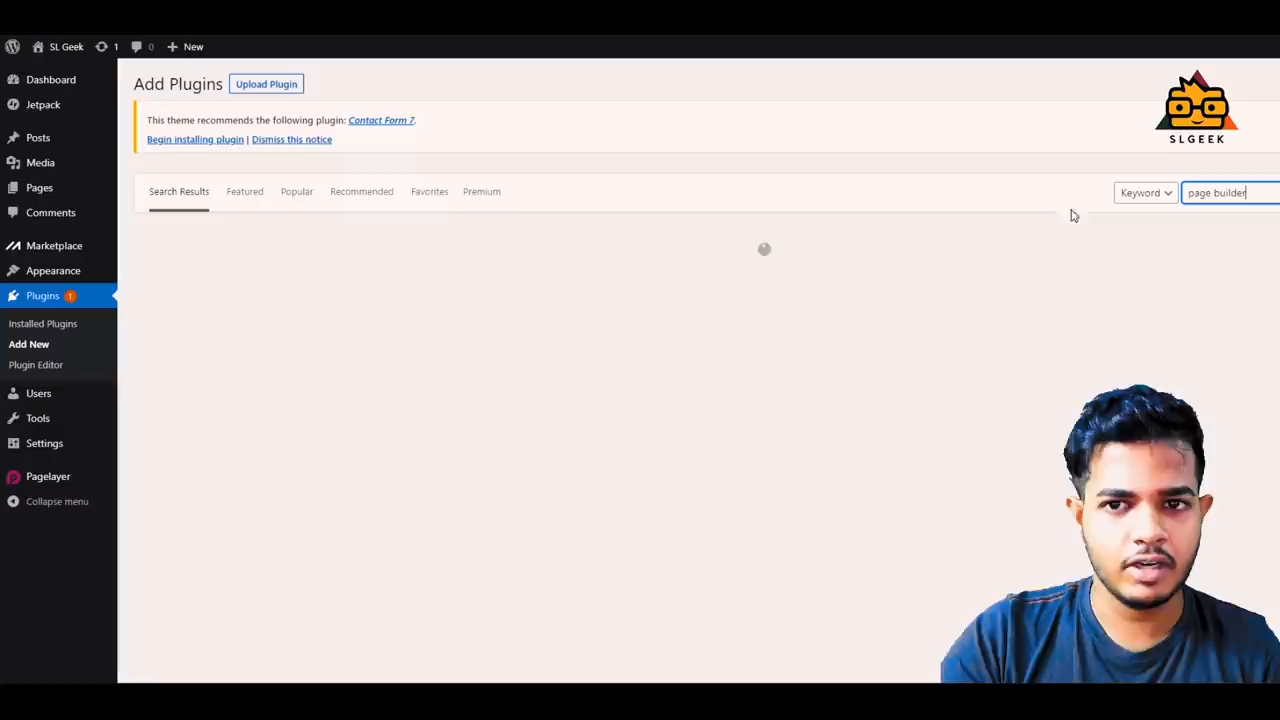 SL Geek 1 0 New
Dashboard
Jetpack
Posts
Media
Pages
Comments
Marketplace
Appearance
Plugins 1
Installed Plugins
Add New
Plugin Editor
Users
Tools
Settings
Pagelayer
Collapse menu
Add Plugins Upload Plugin
This theme recommends the following plugin: Contact Form 7.
Begin installing plugin | Dismiss this notice
SLGEEK
Search Results Featured Popular Recommended Favorites Premium Keyword page builder